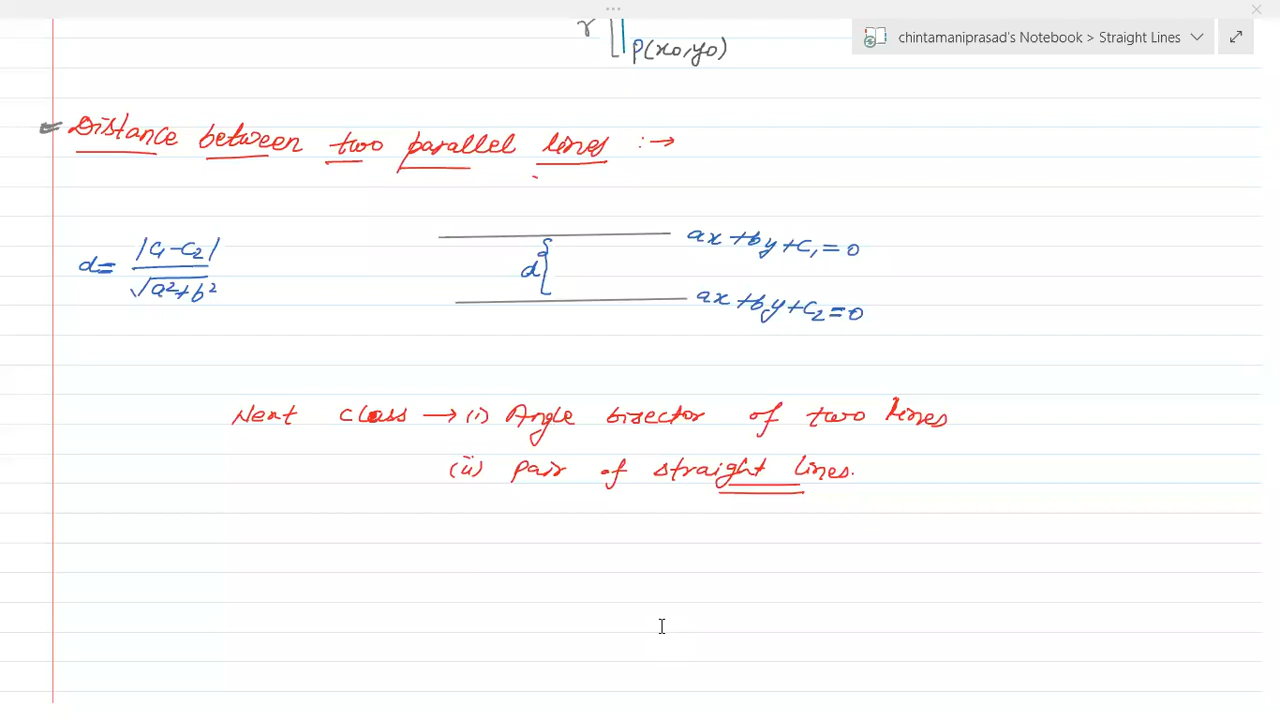 r
P(x0,y0)
chintamaniprasad's Notebook > Straight Lines
Distance between two parallel lines :→
d= |C1-C2| / √a²+b²
d
ax+by+C1=0
ax+by+C2=0
Next class → (i) Angle bisector of two lines
(ii) pair of straight lines.